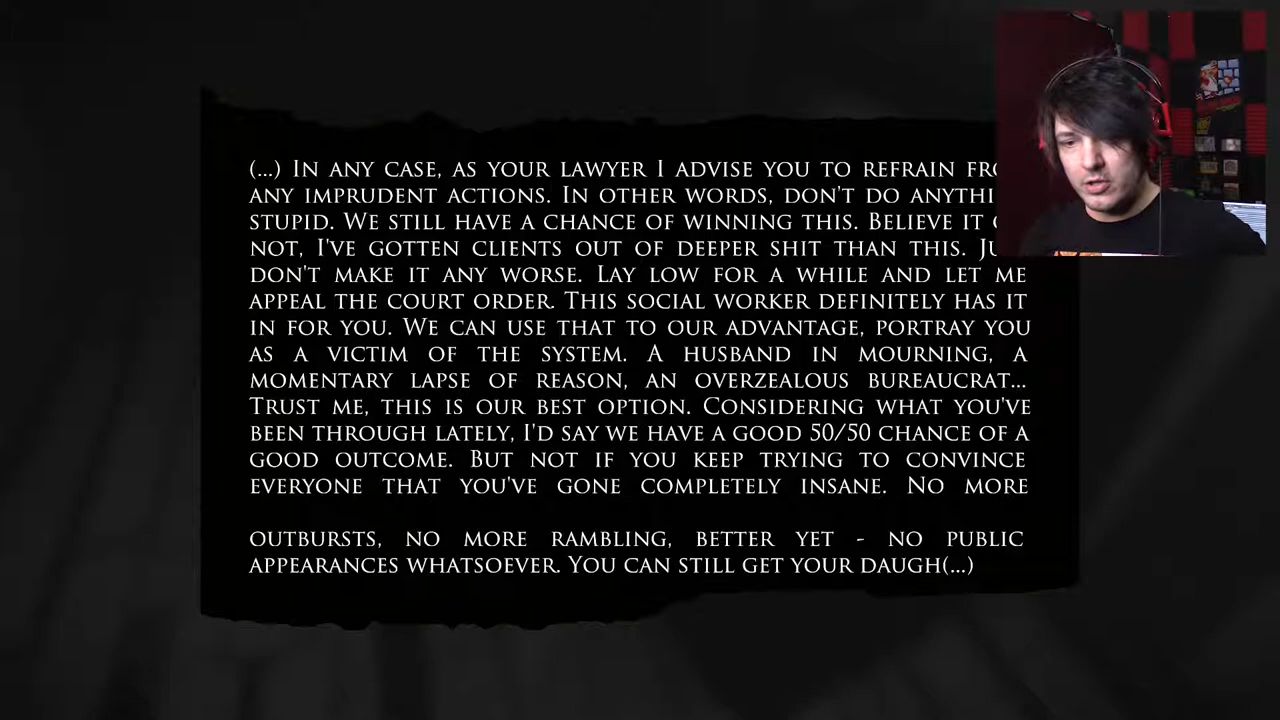 (...) In any case, as your lawyer I advise you to refrain
any imprudent actions. In other words, don't do
stupid. We still have a chance of winning this. Believe it
not, I've gotten clients out of deeper shit than this.
don't make it any worse. Lay low for a while and let me
appeal the court order. This social worker definitely has it
in for you. We can use that to our advantage, portray you
as a victim of the system. A husband in mourning, a
momentary lapse of reason, an overzealous bureaucrat...
Trust me, this is our best option. Considering what you've
been through lately, I'd say we have a good 50/50 chance of a
good outcome. But not if you keep trying to convince
everyone that you've gone completely insane. No more
outbursts, no more rambling, better yet - no public
appearances whatsoever. You can still get your daugh(...)